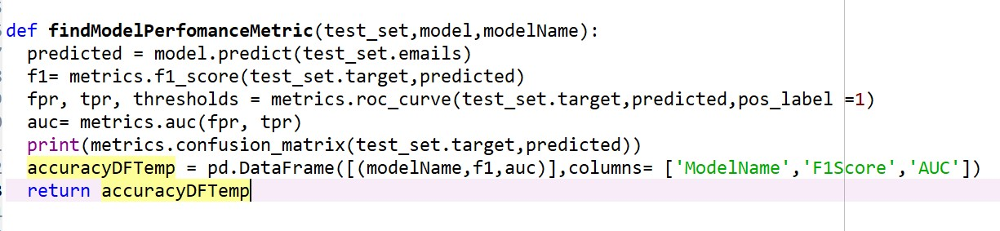 def findModelPerfomanceMetric(test_set,model,modelName):
  predicted = model.predict(test_set.emails)
  f1= metrics.f1_score(test_set.target,predicted)
  fpr, tpr, thresholds = metrics.roc_curve(test_set.target,predicted,pos_label =1)
  auc= metrics.auc(fpr, tpr)
  print(metrics.confusion_matrix(test_set.target,predicted))
  accuracyDFTemp = pd.DataFrame([(modelName,f1,auc)],columns= ['ModelName','F1Score','AUC'])
  return accuracyDFTemp